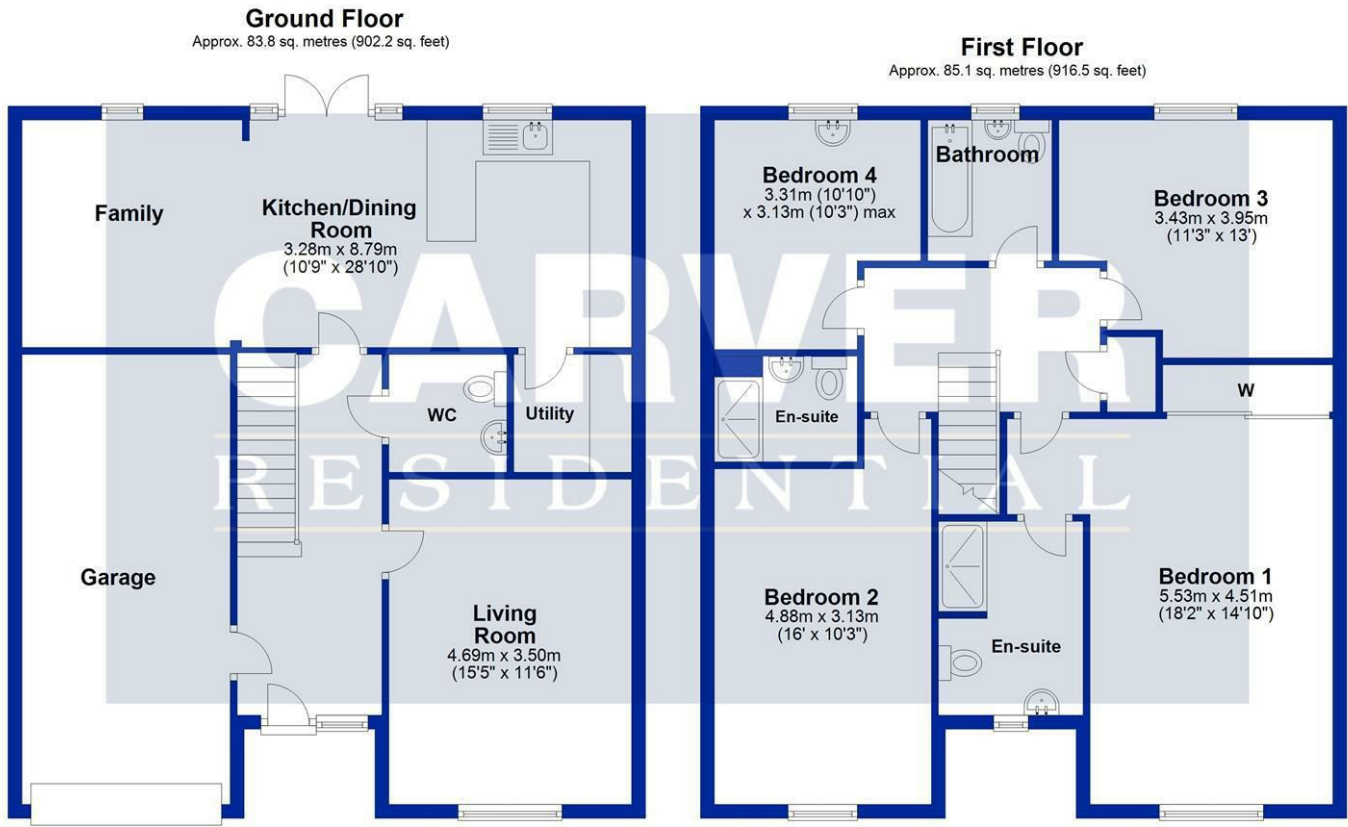 Ground Floor
Approx. 83.8 sq. metres (902.2 sq. feet)
Family
Kitchen/Dining
Room
3.28m x 8.79m
(10'9" x 28'10")
WC
Utility
Garage
Living
Room
4.69m x 3.50m
(15'5" x 11'6")
First Floor
Approx. 85.1 sq. metres (916.5 sq. feet)
Bedroom 4
3.31m (10'10")
x 3.13m (10'3") max
Bathroom
Bedroom 3
3.43m x 3.95m
(11'3" x 13')
En-suite
W
Bedroom 2
4.88m x 3.13m
(16' x 10'3")
En-suite
Bedroom 1
5.53m x 4.51m
(18'2" x 14'10")
CARVER
RESIDENTIAL